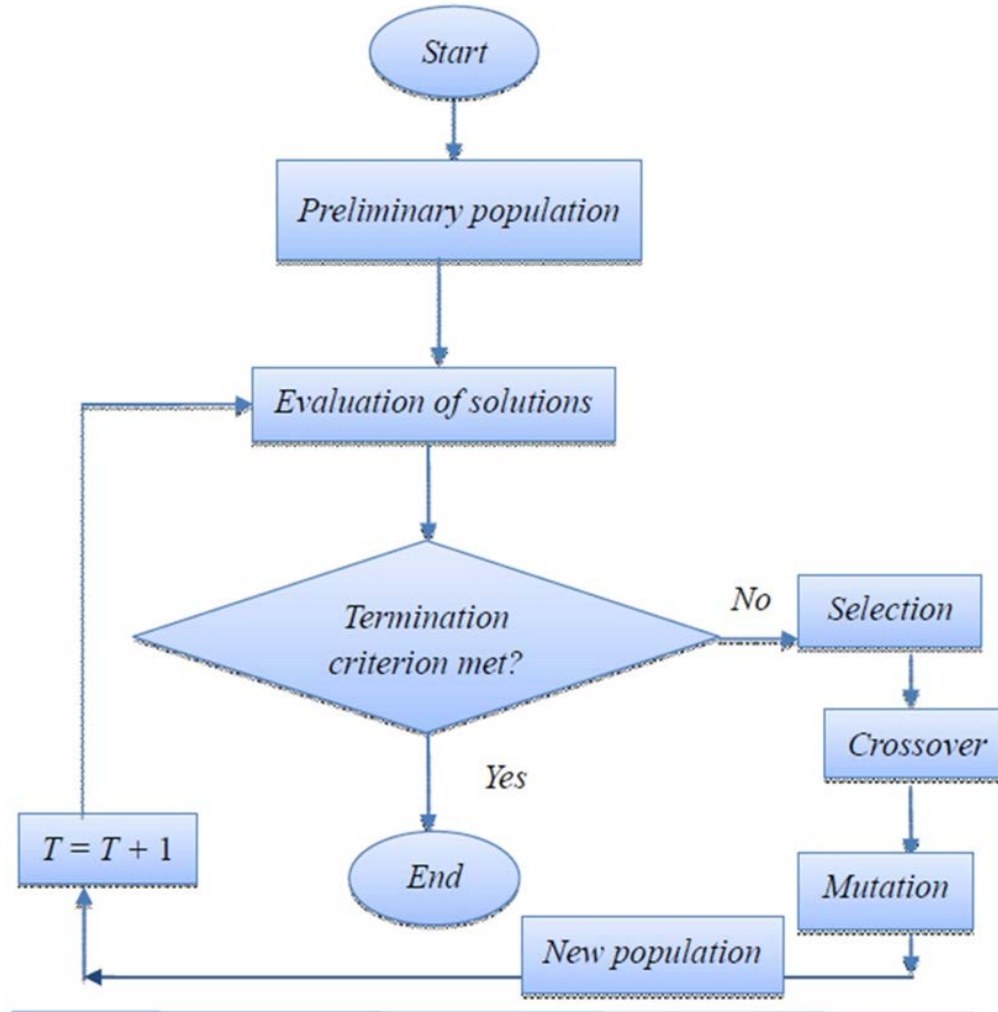 Start
Preliminary population
Evaluation of solutions
Termination
criterion met?
No
Selection
Crossover
Yes
T = T + 1
End
Mutation
New population